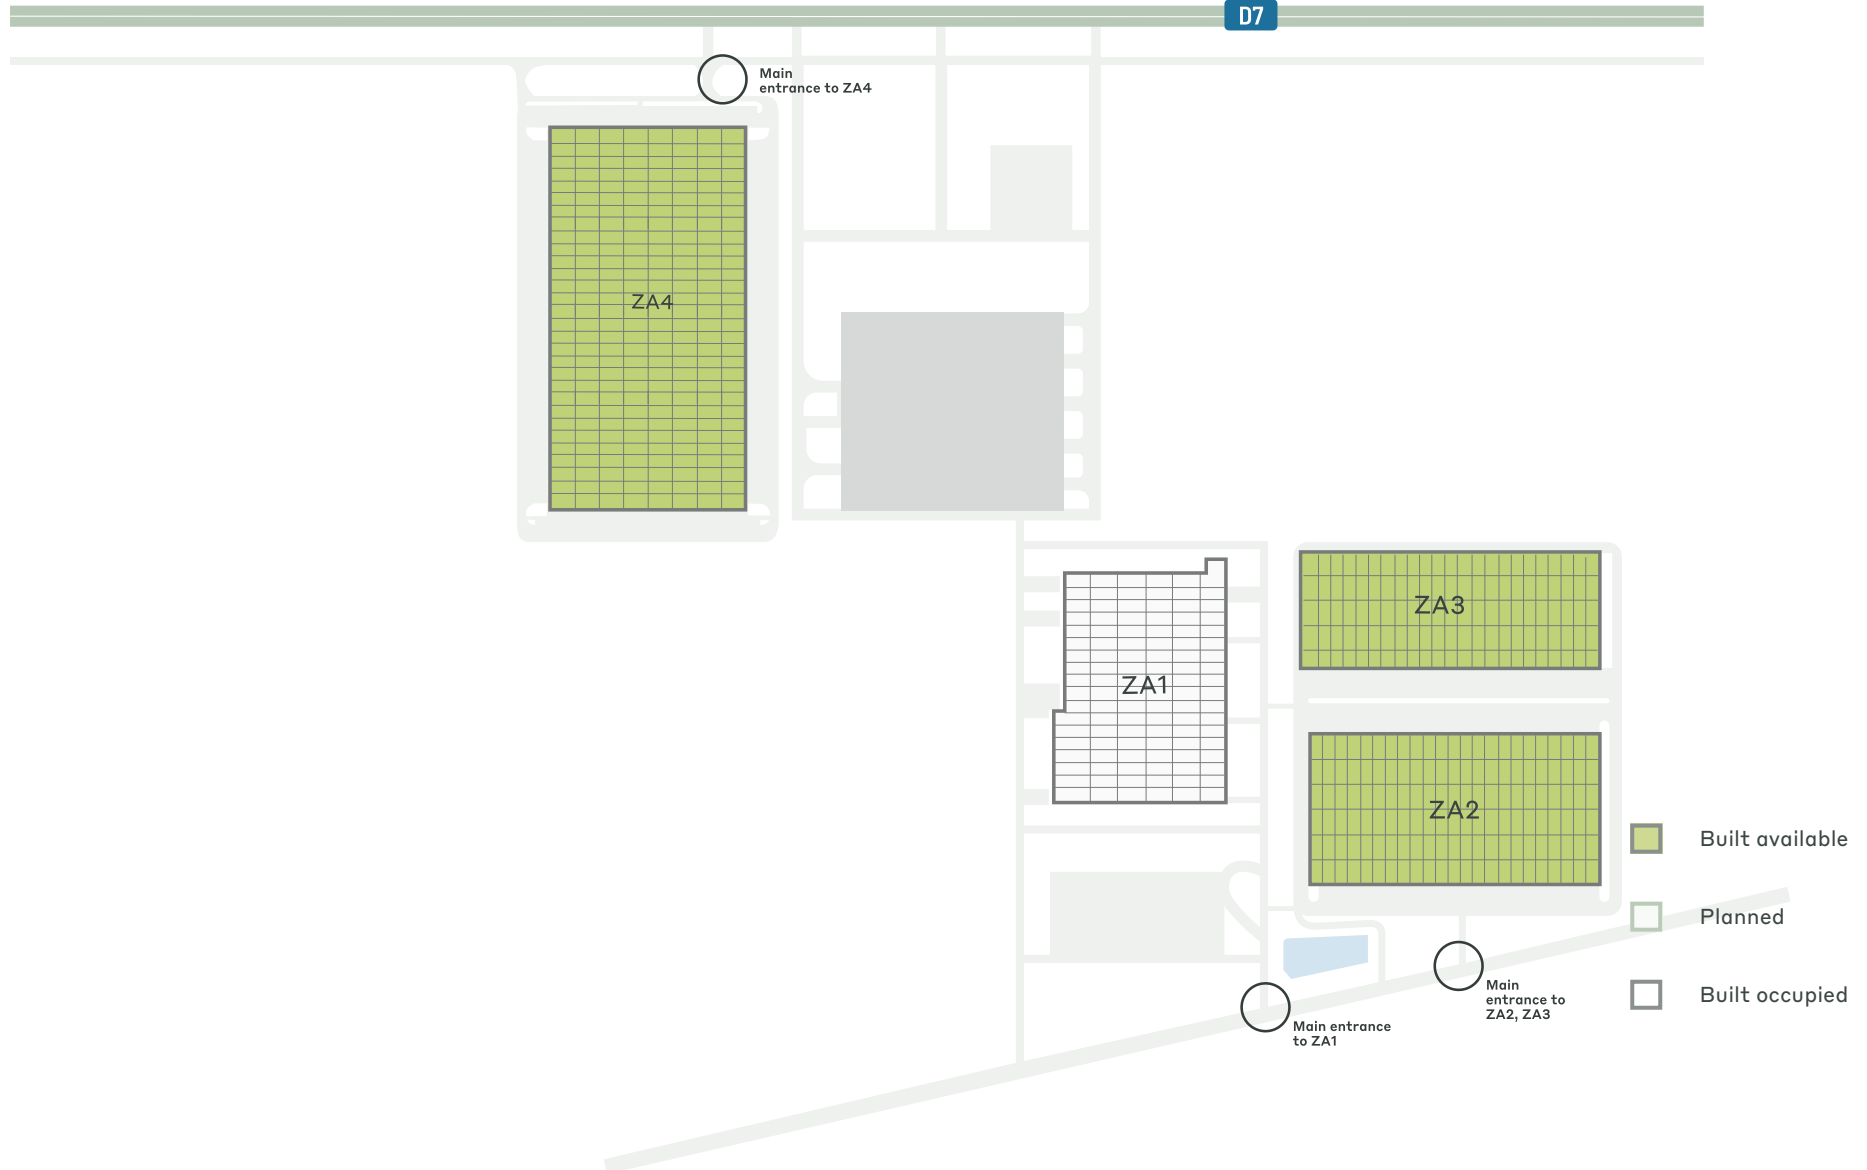 D7
Main
entrance to ZA4
ZA4
ZA3
ZA1
ZA2
Built available
Planned
Built occupied
Main
entrance to
ZA2, ZA3
Main entrance
to ZA1